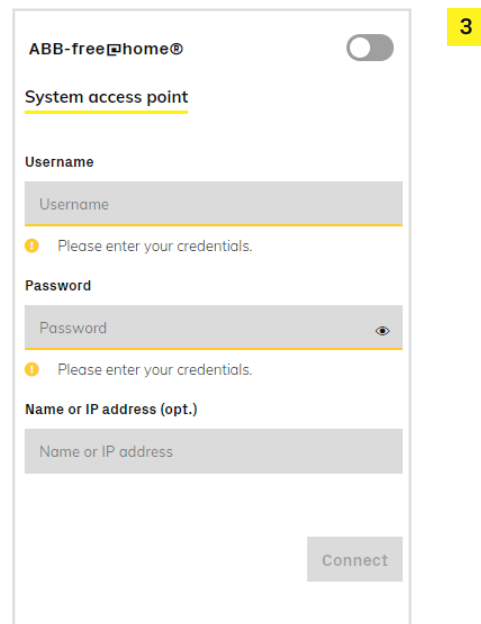 ABB-free@home®
3
System access point
Username
Username
Please enter your credentials.
Password
Password
Please enter your credentials.
Name or IP address (opt.)
Name or IP address
Connect